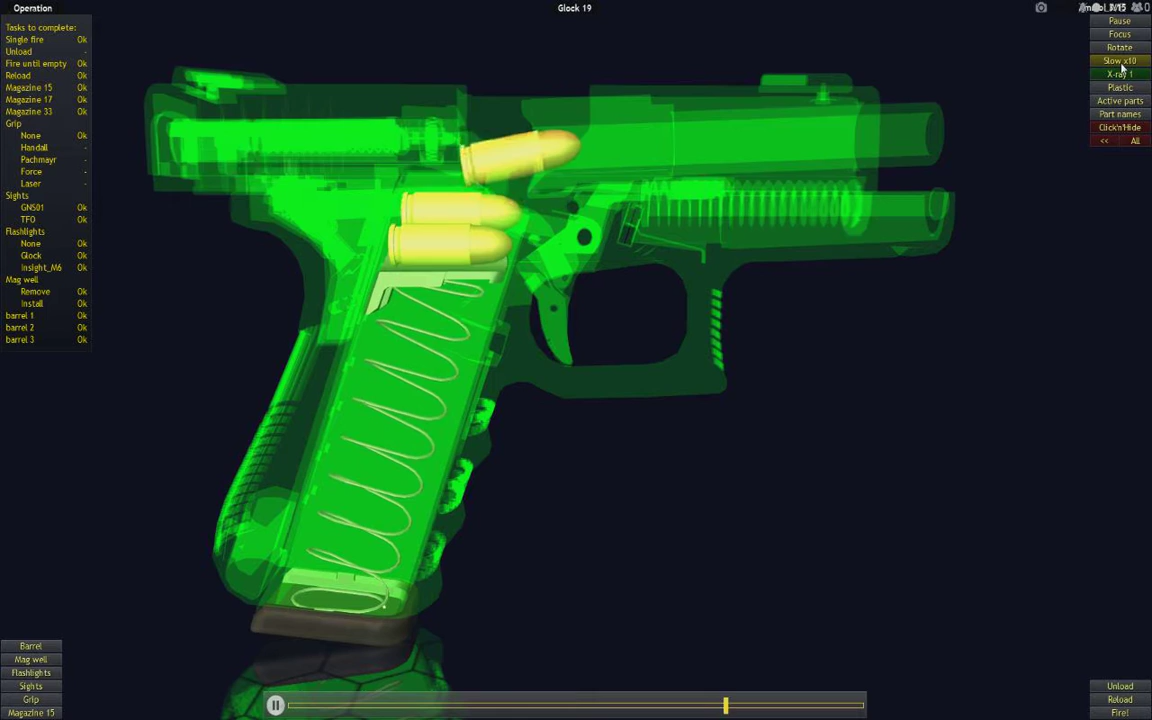 Operation
Glock 19
Tasks to complete:
Single fire Ok
Unload -
Fire until empty Ok
Reload Ok
Magazine 15 Ok
Magazine 17 Ok
Magazine 33 Ok
Grip
None Ok
Handall -
Pachmayr -
Force -
Laser -
Sights
GNS01 Ok
TFO Ok
Flashlights
None Ok
Glock Ok
Insight_M6 Ok
Mag well
Remove Ok
Install Ok
barrel 1 Ok
barrel 2 Ok
barrel 3 Ok
Pause
Focus
Rotate
Slow x10
X-ray 1
Plastic
Active parts
Part names
Click'n'Hide
<< All
Barrel
Mag well
Flashlights
Sights
Grip
Magazine 15
Unload
Reload
Fire!